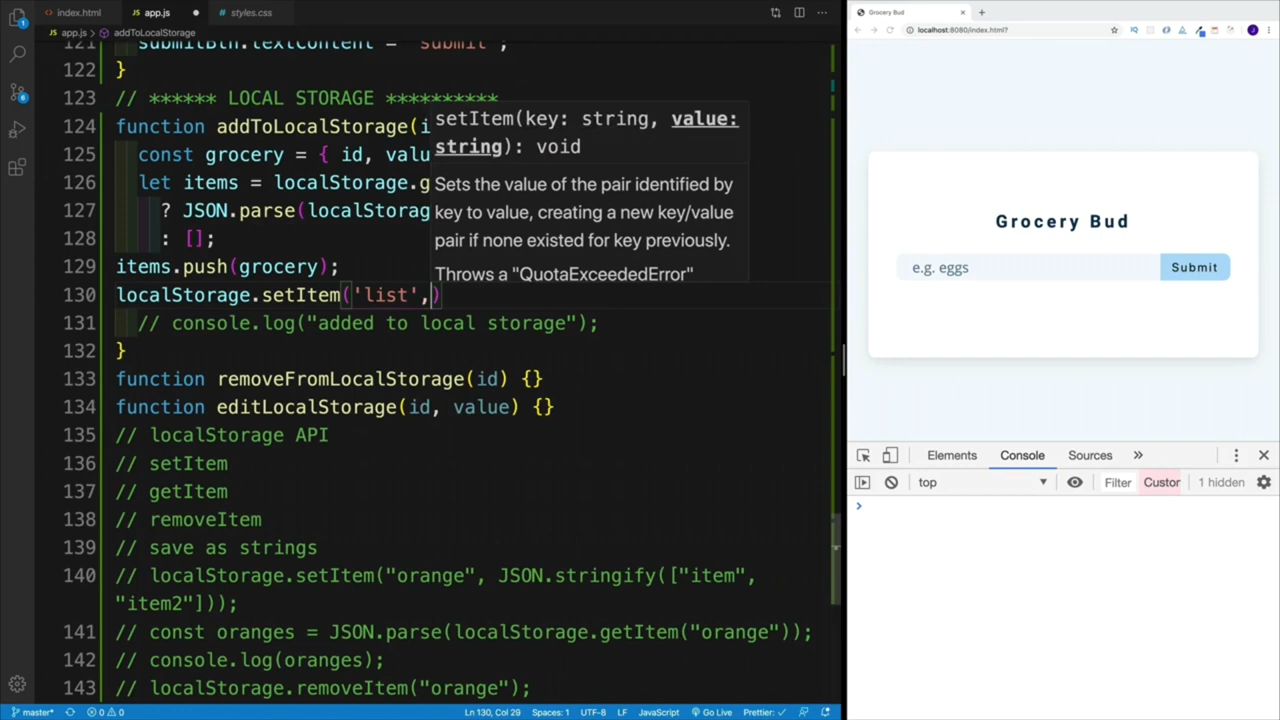 index.html
app.js
styles.css
app.js > addToLocalStorage
121 submitBtn.textContent = "submit";
122 }
123 // ****** LOCAL STORAGE **********
124 function addToLocalStorage(i
125 const grocery = { id, valu
126 let items = localStorage.g
127 ? JSON.parse(localStorag
128 : [];
129 items.push(grocery);
130 localStorage.setItem('list',)
131 // console.log("added to local storage");
132 }
133 function removeFromLocalStorage(id) {}
134 function editLocalStorage(id, value) {}
135 // localStorage API
136 // setItem
137 // getItem
138 // removeItem
139 // save as strings
140 // localStorage.setItem("orange", JSON.stringify(["item",
"item2"]));
141 // const oranges = JSON.parse(localStorage.getItem("orange"));
142 // console.log(oranges);
143 // localStorage.removeItem("orange");
setItem(key: string, value:
string): void
Sets the value of the pair identified by
key to value, creating a new key/value
pair if none existed for key previously.
Throws a "QuotaExceededError"
1
6
master*
0 0
Ln 130, Col 29
Spaces: 1
UTF-8
LF
JavaScript
Go Live
Prettier: ✓
Grocery Bud
localhost:8080/index.html?
J
Grocery Bud
e.g. eggs
Submit
Elements
Console
Sources
»
top
Filter
Custor
1 hidden